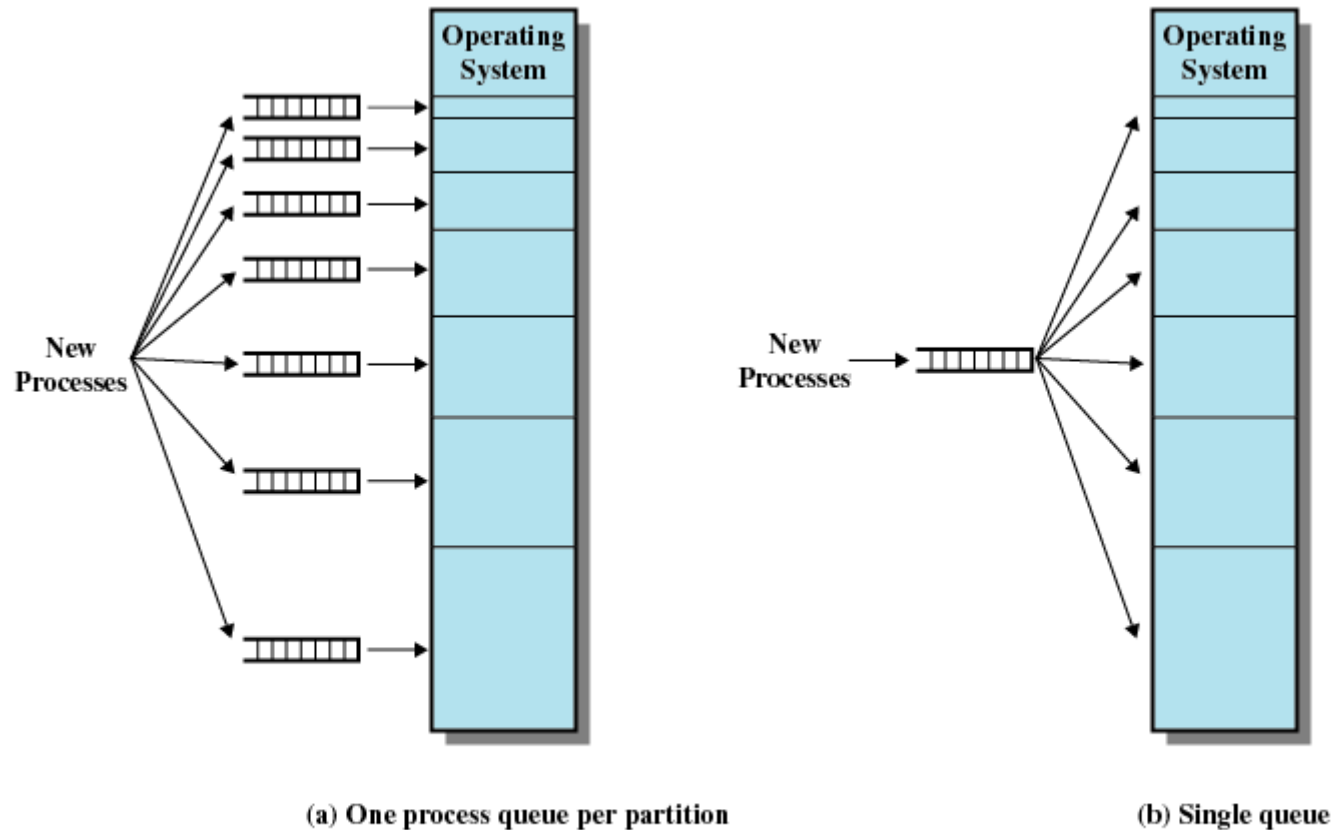 Operating
System
New
Processes
(a) One process queue per partition
Operating
System
New
Processes
(b) Single queue